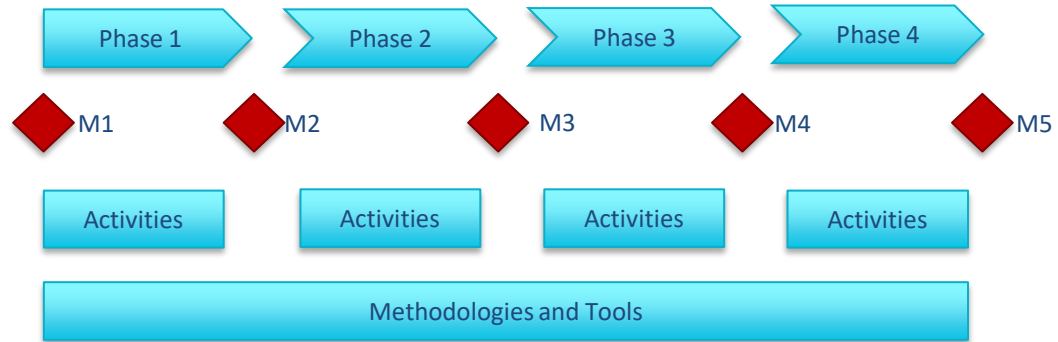 Phase 1
Phase 2
Phase 3
Phase 4
M1
M2
M3
M4
M5
Activities
Activities
Activities
Activities
Methodologies and Tools